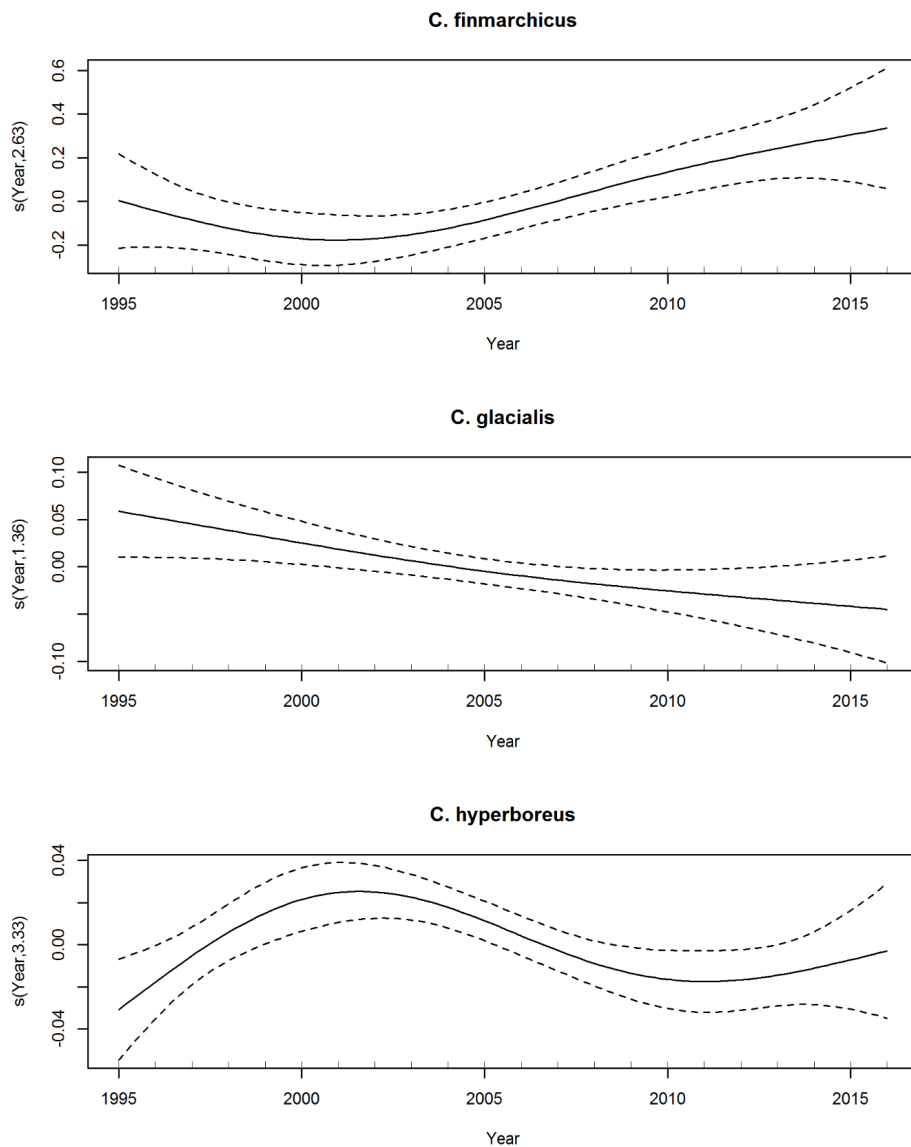 C. finmarchicus
s(Year,2.63)
-0.2 0.0 0.2 0.4 0.6
1995 2000 2005 2010 2015
Year
C. glacialis
s(Year,1.36)
-0.10 0.00 0.05 0.10
1995 2000 2005 2010 2015
Year
C. hyperboreus
s(Year,3.33)
-0.04 0.00 0.04
1995 2000 2005 2010 2015
Year